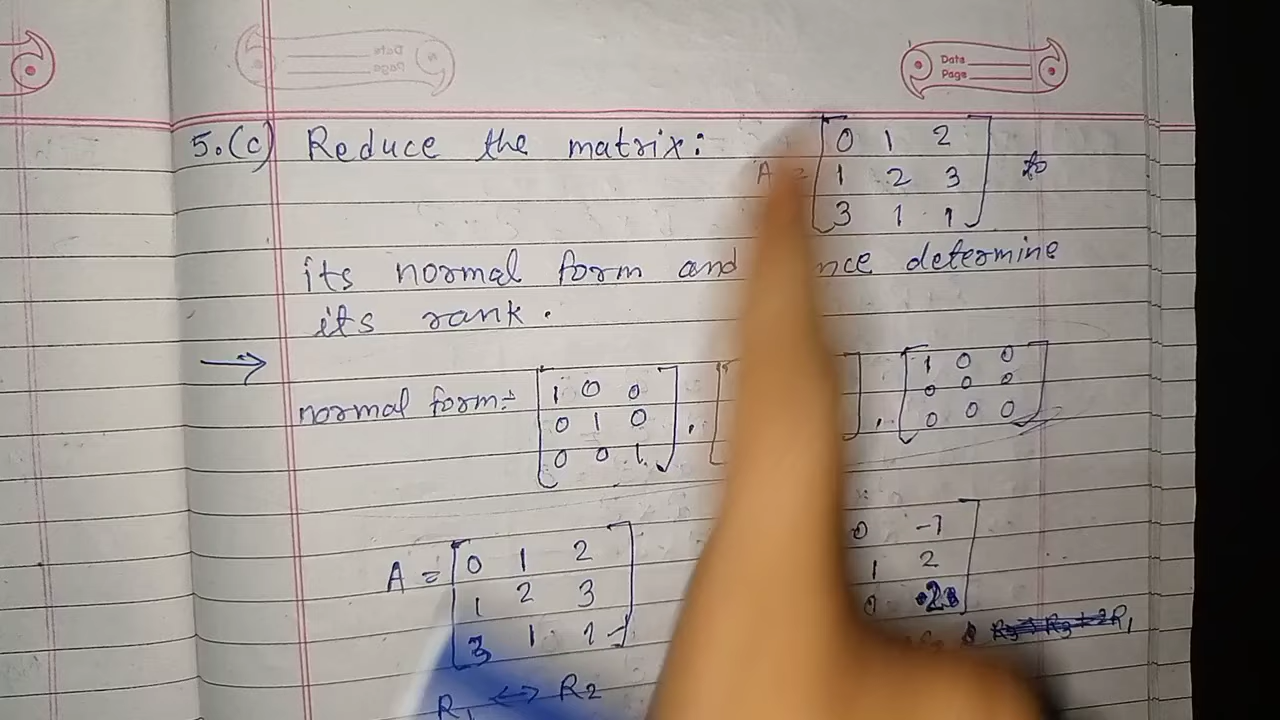 Date
Page
5.(c) Reduce the matrix: A = [0 1 2
1 2 3
3 1 1] to
its normal form and determine
its rank.
→
normal form:- [1 0 0
0 1 0
0 0 1], [ ], [1 0 0
0 0 0
0 0 0]
A = [0 1 2
1 2 3
3 1 1]
R1 ↔ R2
0 -1
1 2
0